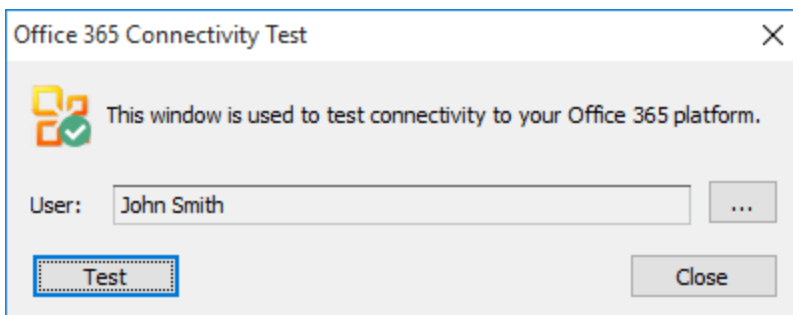 Office 365 Connectivity Test
This window is used to test connectivity to your Office 365 platform.
User: John Smith ...
Test Close